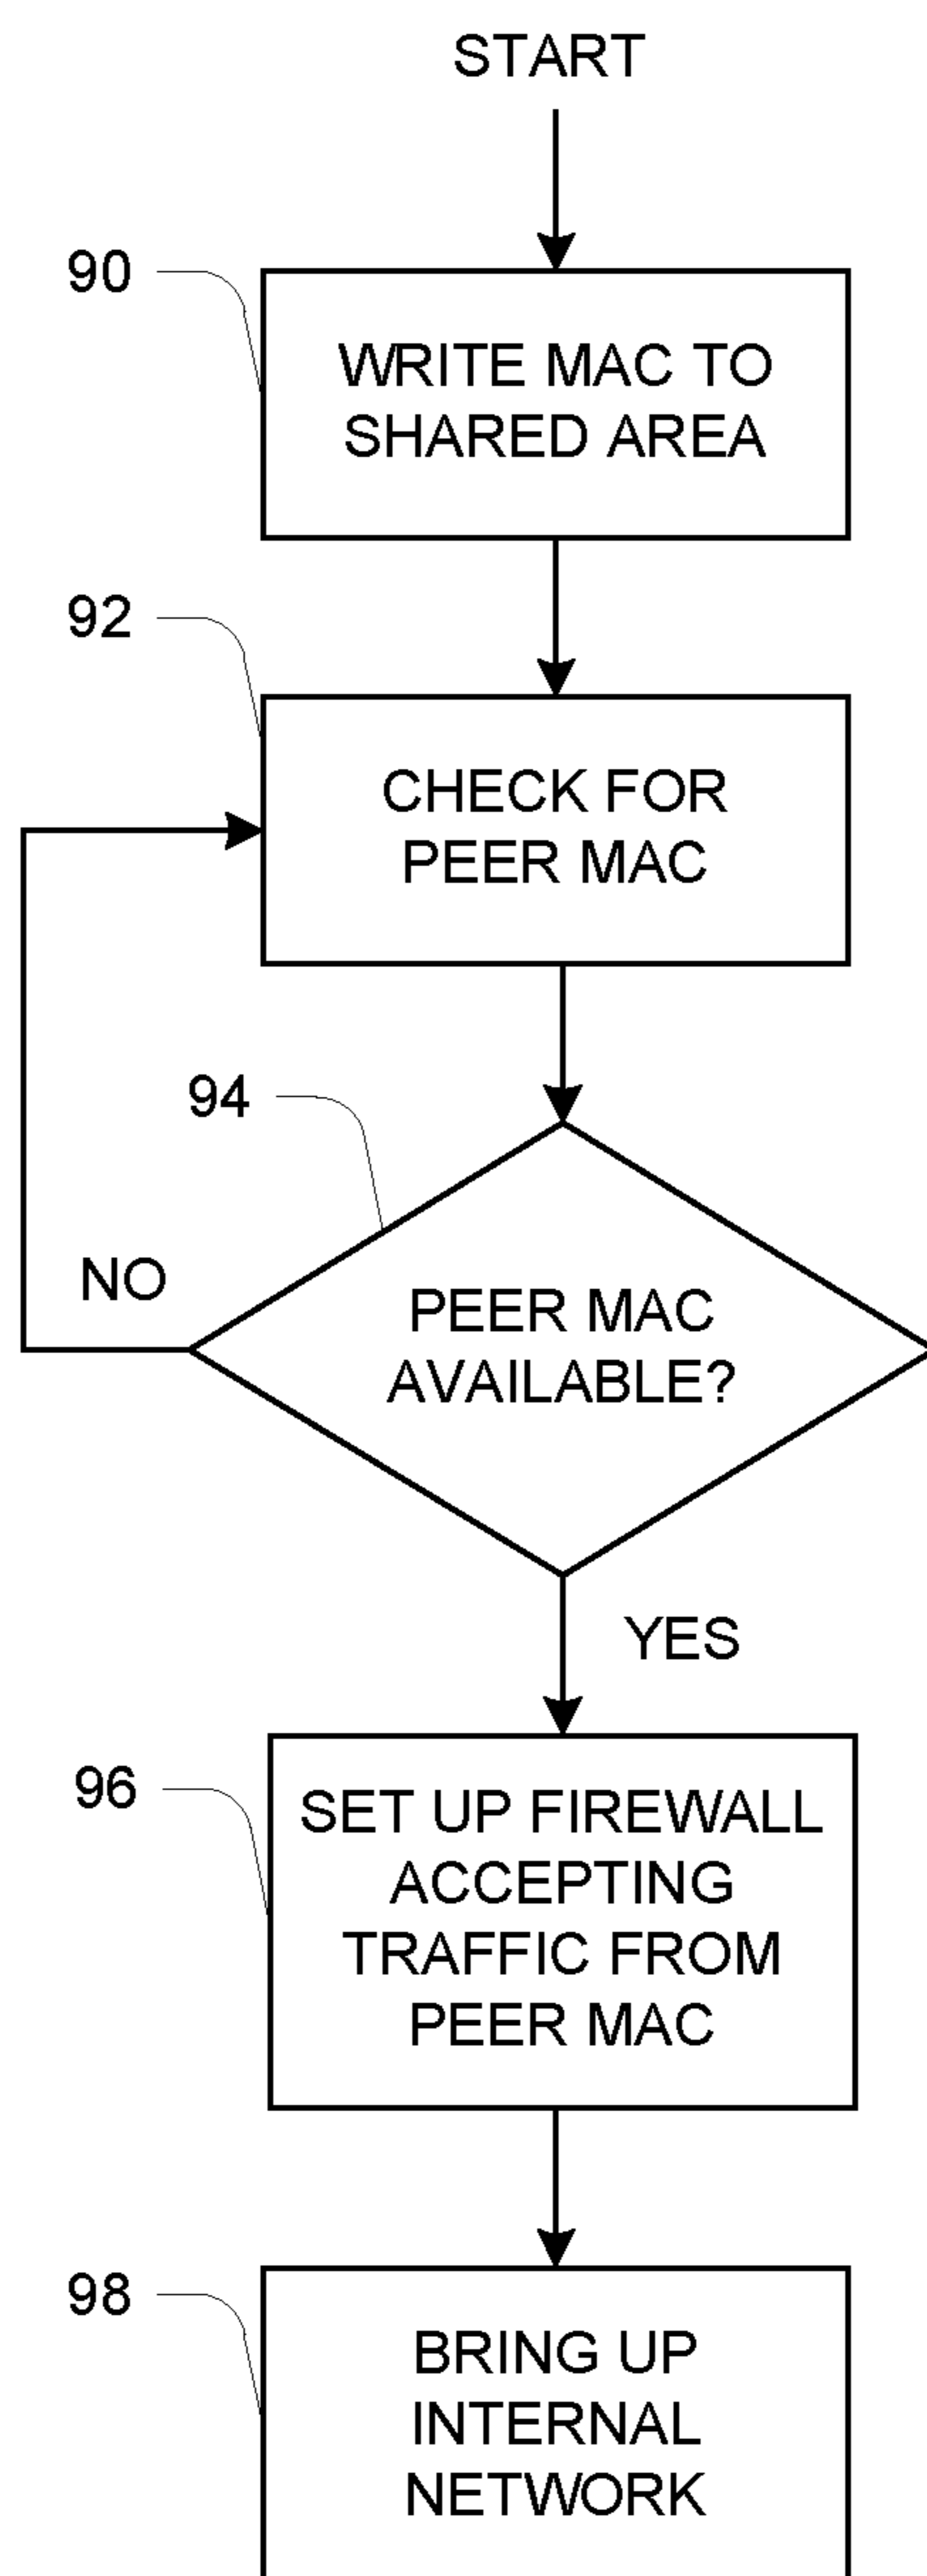 START
90
WRITE MAC TO
SHARED AREA
92
CHECK FOR
PEER MAC
94
NO
PEER MAC
AVAILABLE?
YES
96
SET UP FIREWALL
ACCEPTING
TRAFFIC FROM
PEER MAC
98
BRING UP
INTERNAL
NETWORK